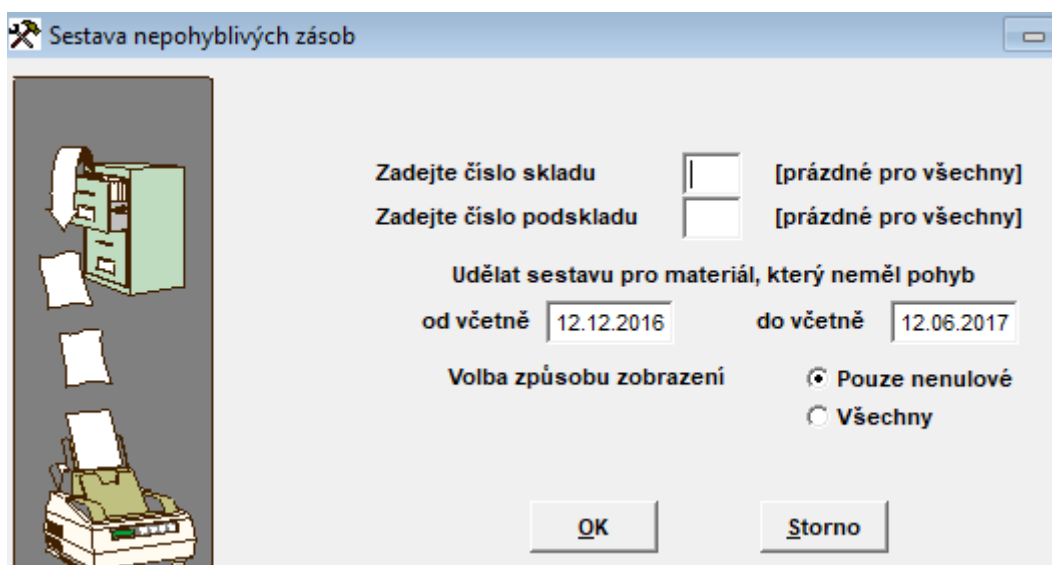 Sestava nepohyblivých zásob
Zadejte číslo skladu [prázdné pro všechny]
Zadejte číslo podskladu [prázdné pro všechny]
Udělat sestavu pro materiál, který neměl pohyb
od včetně 12.12.2016 do včetně 12.06.2017
Volba způsobu zobrazení Pouze nenulové
Všechny
OK Storno